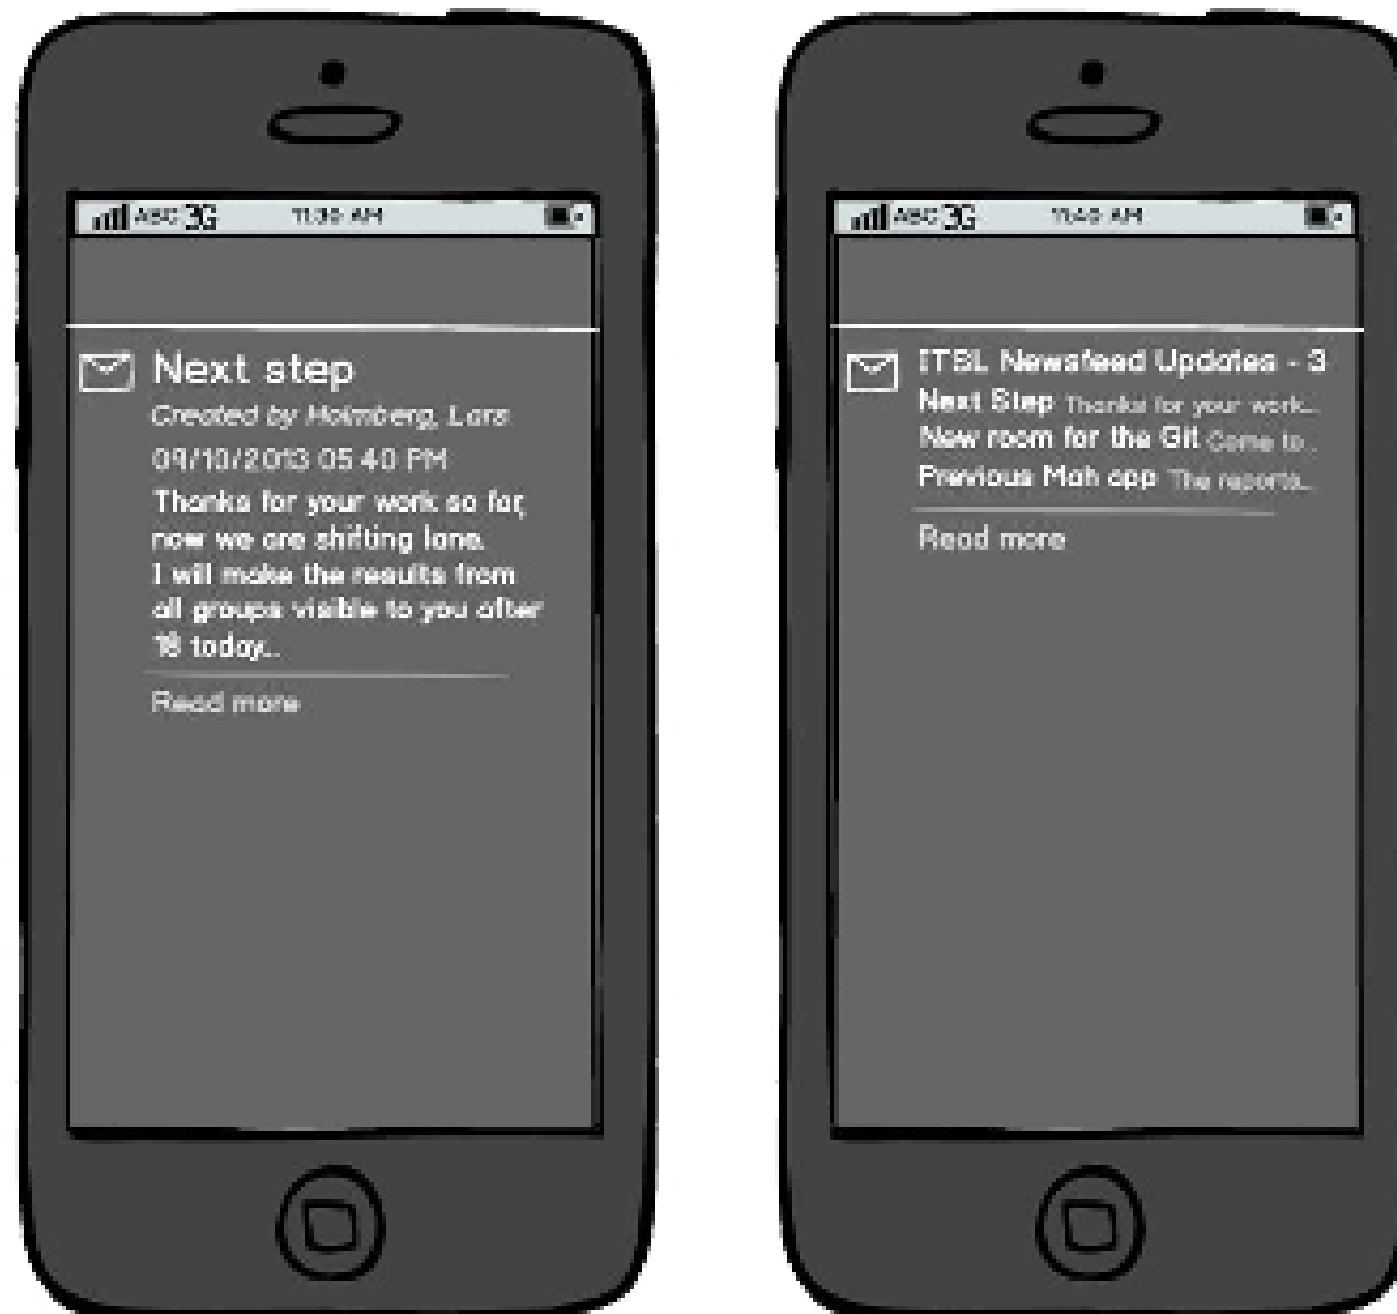 ABC 3G 11:30 AM
Next step
Created by Holmberg, Lars
09/10/2013 05 40 PM
Thanks for your work so far,
now we are shifting lane.
I will make the results from
all groups visible to you after
18 today...
Read more
ABC 3G 11:40 AM
ITSL Newsfeed Updates - 3
Next Step Thanks for your work...
New room for the Git Come to..
Previous Mah app The reports...
Read more